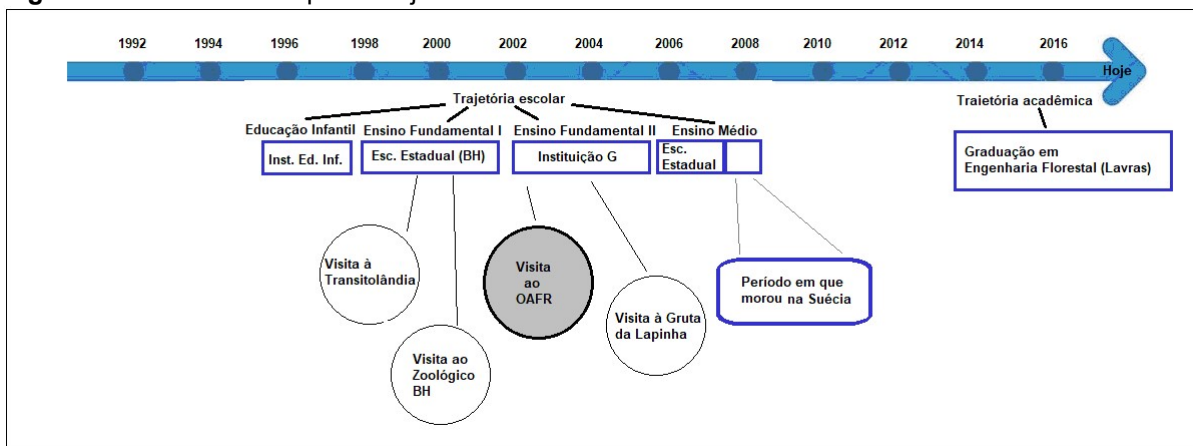 1992 1994 1996 1998 2000 2002 2004 2006 2008 2010 2012 2014 2016
Hoje
Trajetória escolar
Traietória acadêmica
Educação Infantil Ensino Fundamental I Ensino Fundamental II Ensino Médio
Inst. Ed. Inf.
Esc. Estadual (BH)
Instituição G
Esc.
Estadual
Graduação em
Engenharia Florestal (Lavras)
Visita à
Transitolândia
Visita ao
Zoológico
BH
Visita
ao
OAFR
Visita à Gruta
da Lapinha
Período em que
morou na Suécia